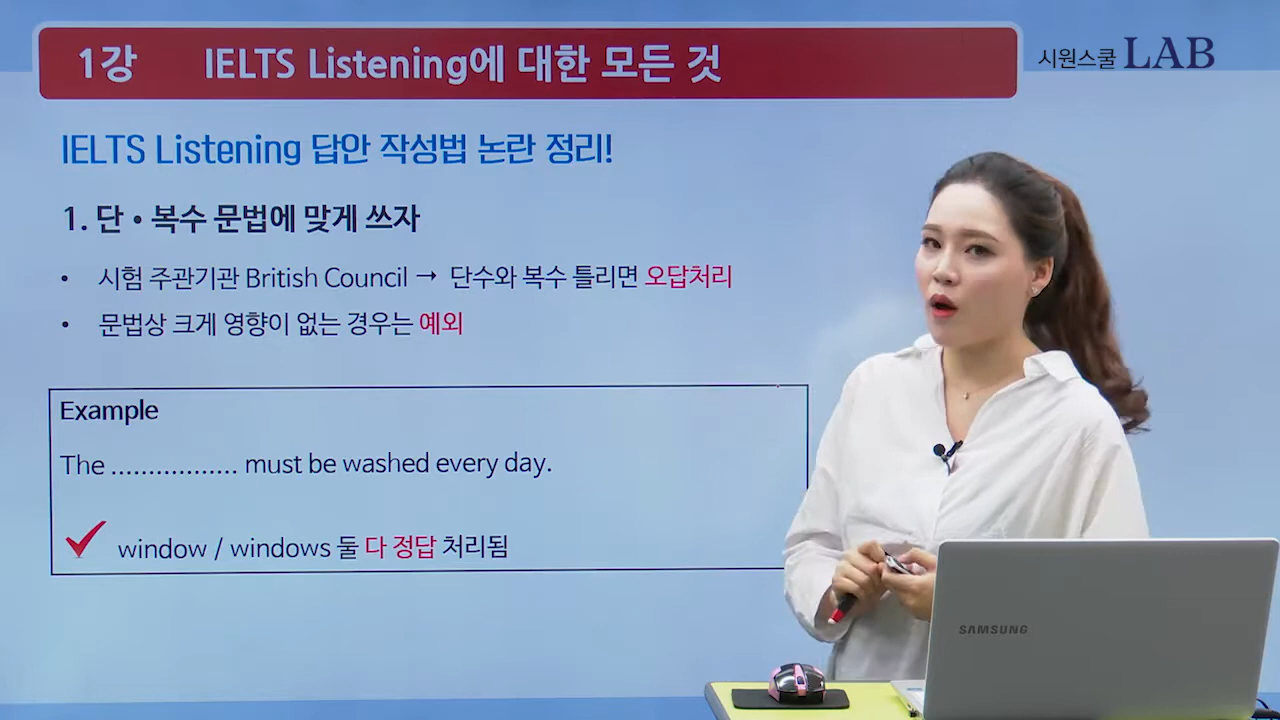 1강 IELTS Listening에 대한 모든 것
시원스쿨 LAB
IELTS Listening 답안 작성법 논란 정리!
1. 단 • 복수 문법에 맞게 쓰자
• 시험 주관기관 British Council → 단수와 복수 틀리면 오답처리
• 문법상 크게 영향이 없는 경우는 예외
Example
The ................. must be washed every day.
✓ window / windows 둘 다 정답 처리됨
SAMSUNG